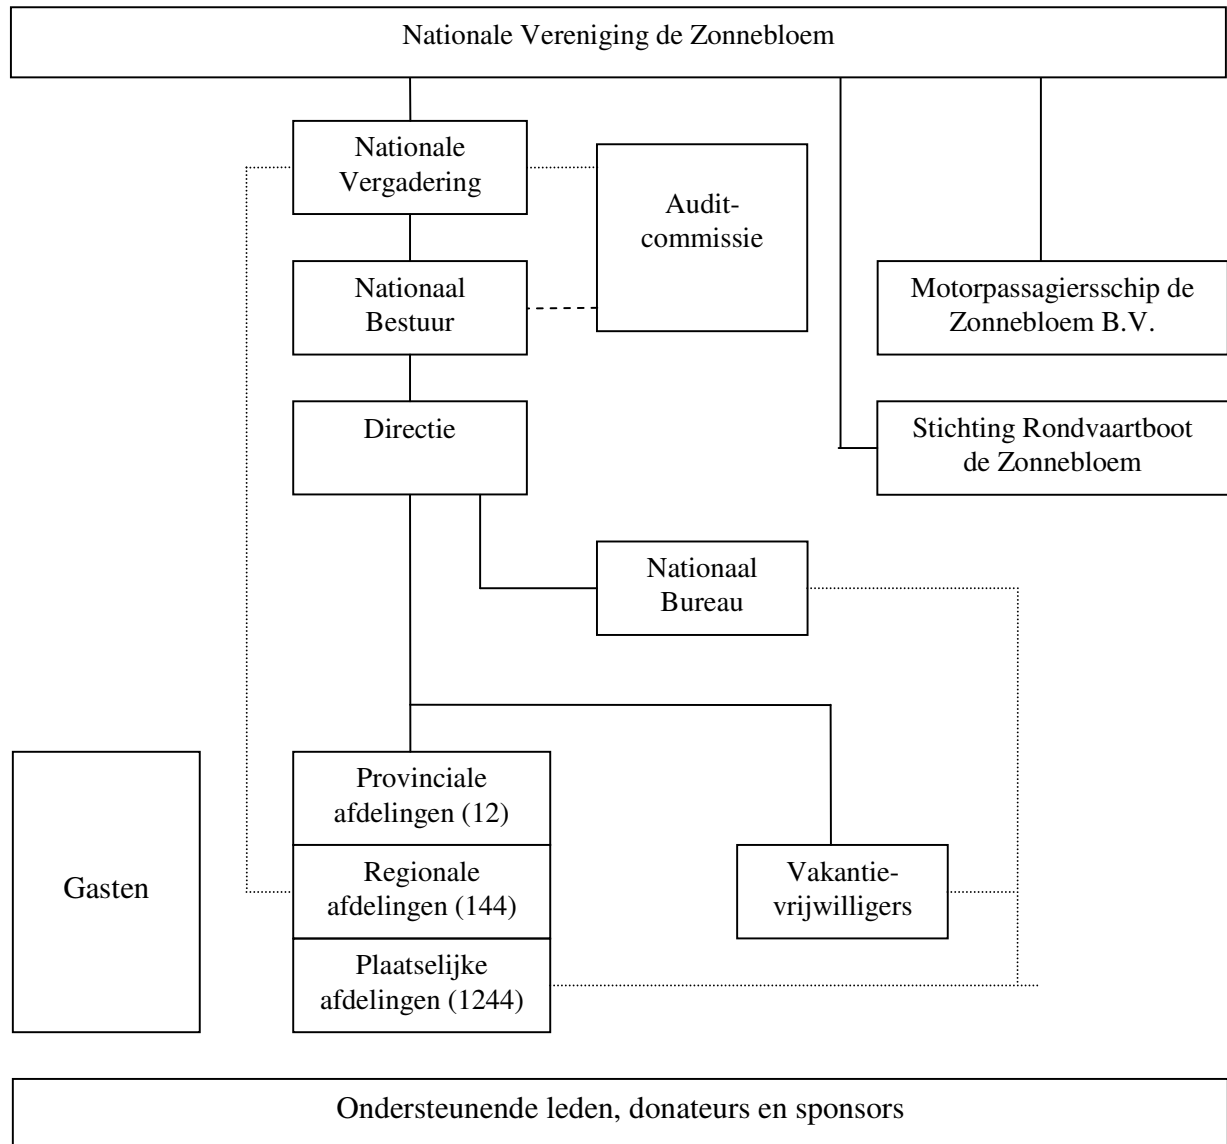 Nationale Vereniging de Zonnebloem
Nationale
Vergadering
Audit-
commissie
Nationaal
Bestuur
Motorpassagiersschip de
Zonnebloem B.V.
Directie
Stichting Rondvaartboot
de Zonnebloem
Nationaal
Bureau
Gasten
Provinciale
afdelingen (12)
Regionale
afdelingen (144)
Plaatselijke
afdelingen (1244)
Vakantie-
vrijwilligers
Ondersteunende leden, donateurs en sponsors